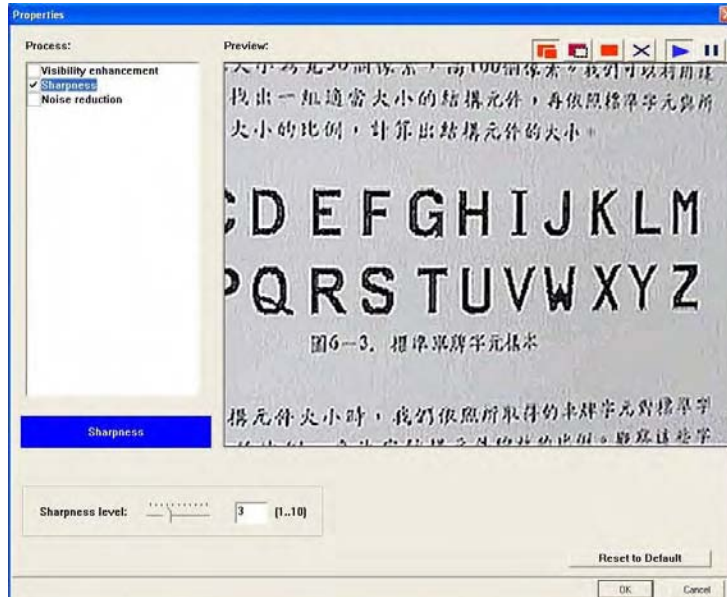 Properties
Process:
Preview:
Visibility enhancement
Sharpness
Noise reduction
找出一組適當大小的結構元件，再依照標準字元與所
大小的比例，計算出結構元件的大小。
D E F G H I J K L M
P Q R S T U V W X Y Z
圖6-3. 標準車牌字元樣本
構元件大小時，我們依照所取得的車牌字元對標準字
Sharpness
Sharpness level:
3
(1..10)
Reset to Default
OK
Cancel